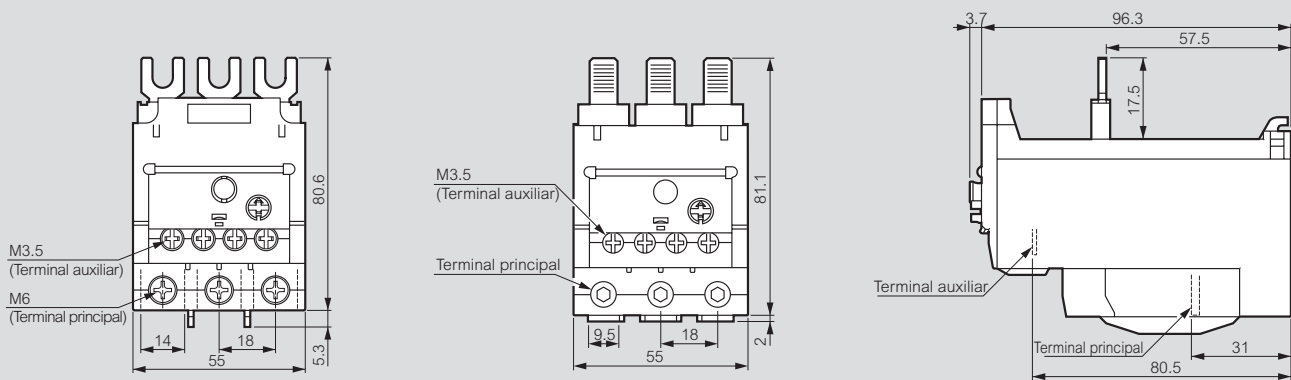 80.6
M3.5
(Terminal auxiliar)
M6
(Terminal principal)
14
18
55
5.3
M3.5
(Terminal auxiliar)
Terminal principal
81.1
9.5
18
55
2
3.7
96.3
57.5
17.5
Terminal auxiliar
Terminal principal
31
80.5